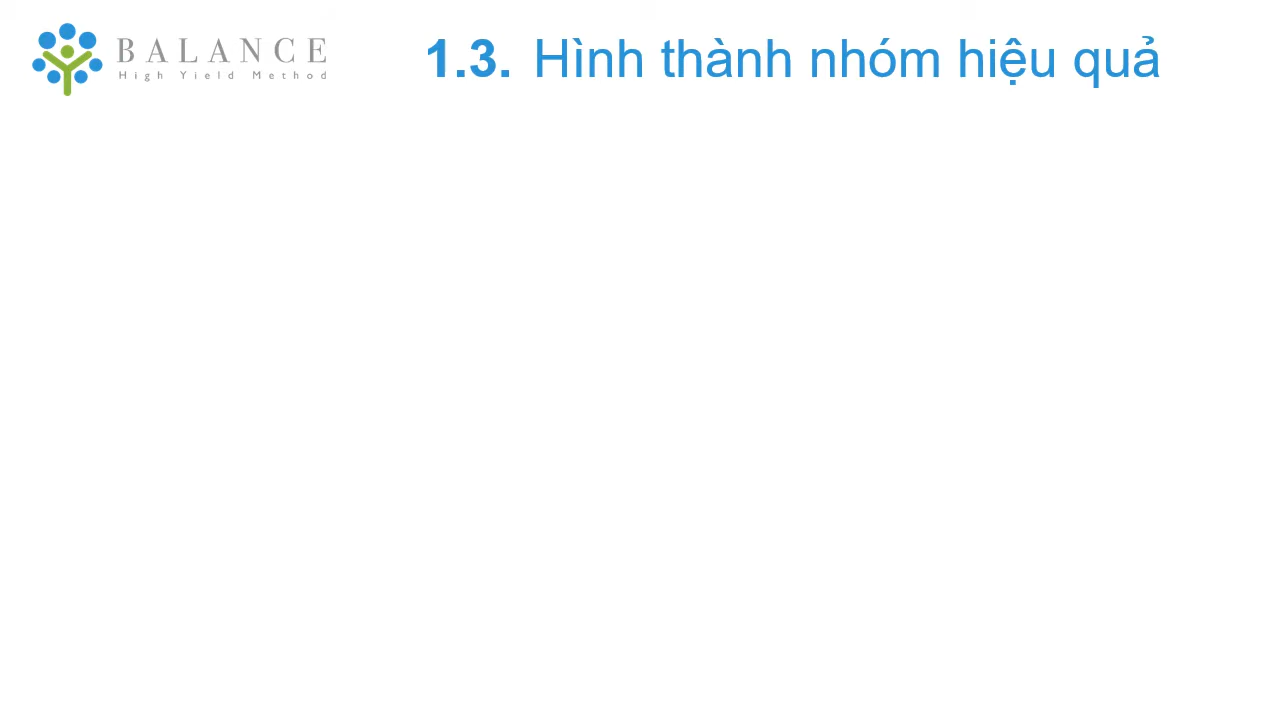 BALANCE
High Yield Method
1.3. Hình thành nhóm hiệu quả